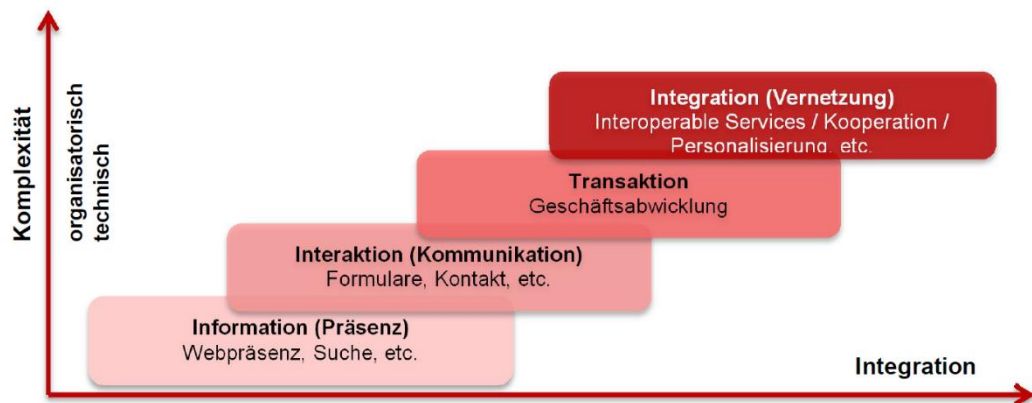 Komplexität
organisatorisch
technisch
Integration (Vernetzung)
Interoperable Services / Kooperation /
Personalisierung, etc.
Transaktion
Geschäftsabwicklung
Interaktion (Kommunikation)
Formulare, Kontakt, etc.
Information (Präsenz)
Webpräsenz, Suche, etc.
Integration